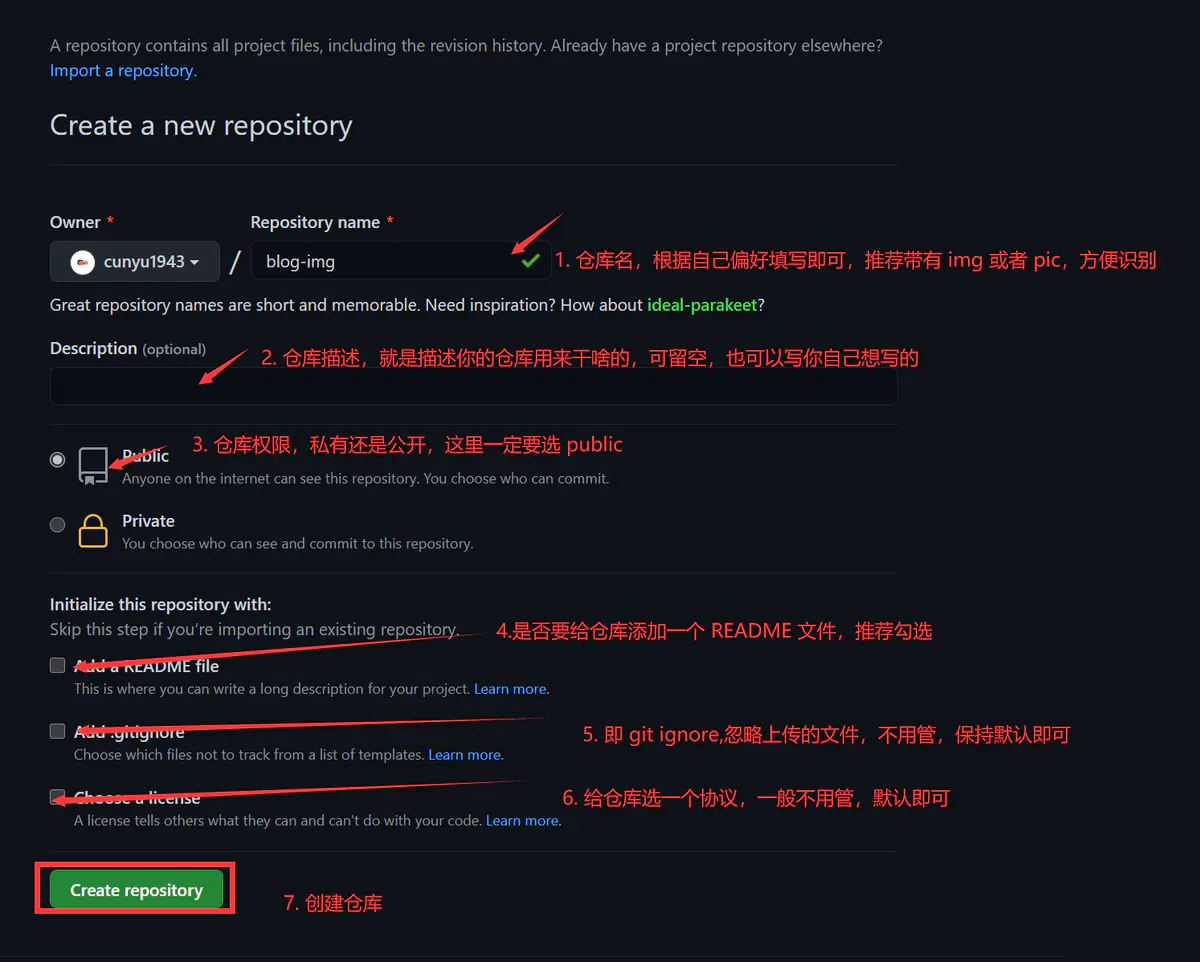 A repository contains all project files, including the revision history. Already have a project repository elsewhere?
Import a repository.
Create a new repository
Owner * Repository name *
cunyu1943 / blog-img
1. 仓库名，根据自己偏好填写即可，推荐带有 img 或者 pic，方便识别
Great repository names are short and memorable. Need inspiration? How about ideal-parakeet?
Description (optional)
2. 仓库描述，就是描述你的仓库用来干啥的，可留空，也可以写你自己想写的
3. 仓库权限，私有还是公开，这里一定要选 public
Public
Anyone on the internet can see this repository. You choose who can commit.
Private
You choose who can see and commit to this repository.
Initialize this repository with:
Skip this step if you're importing an existing repository.
4.是否要给仓库添加一个 README 文件，推荐勾选
Add a README file
This is where you can write a long description for your project. Learn more.
Add .gitignore
5. 即 git ignore,忽略上传的文件，不用管，保持默认即可
Choose which files not to track from a list of templates. Learn more.
Choose a license
6. 给仓库选一个协议，一般不用管，默认即可
A license tells others what they can and can't do with your code. Learn more.
Create repository
7. 创建仓库